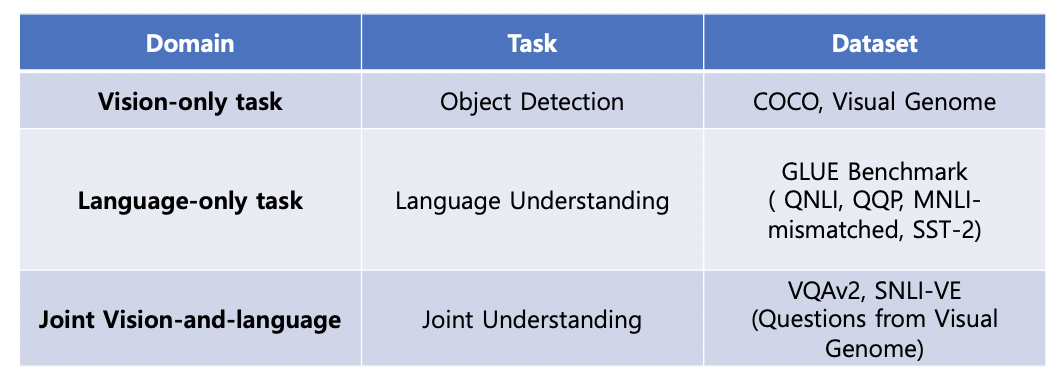 Domain Task Dataset
Vision-only task Object Detection COCO, Visual Genome
Language-only task Language Understanding GLUE Benchmark
( QNLI, QQP, MNLI-
mismatched, SST-2)
Joint Vision-and-language Joint Understanding VQAv2, SNLI-VE
(Questions from Visual
Genome)